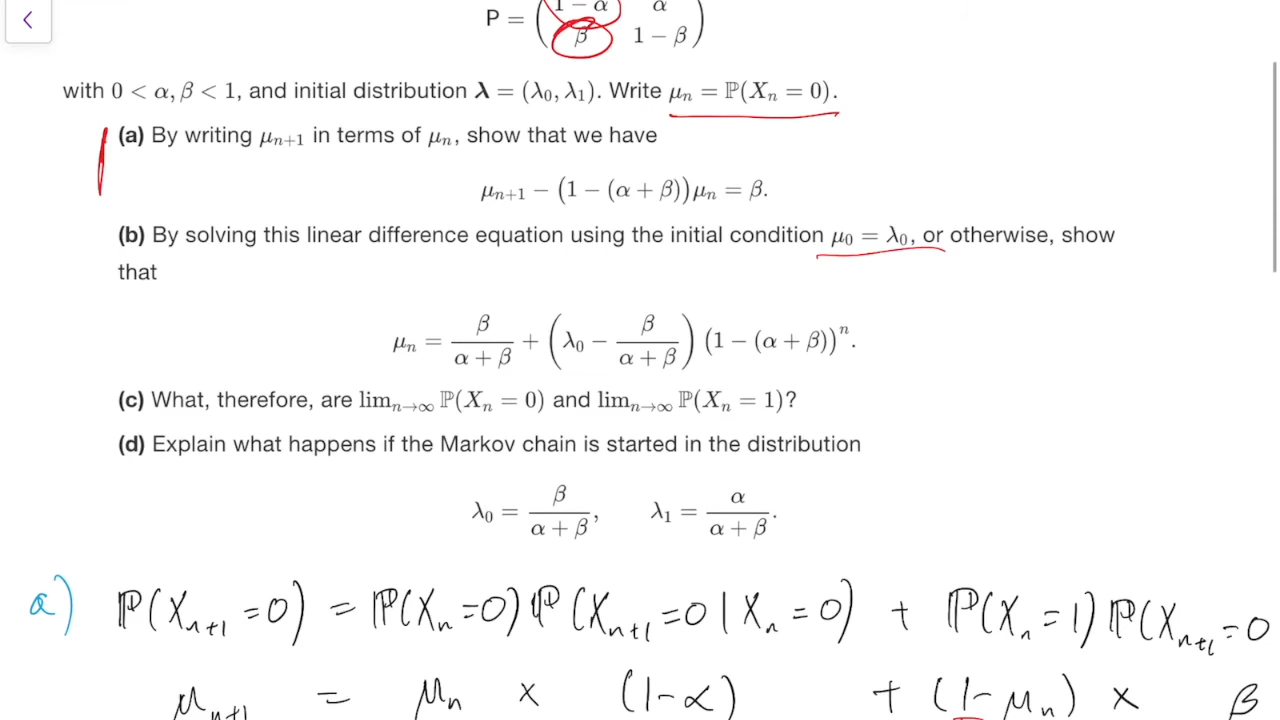 P = ( 1 − α α
β 1 − β )
with 0 < α, β < 1, and initial distribution λ = (λ₀, λ₁). Write μₙ = ℙ(Xₙ = 0).
(a) By writing μₙ₊₁ in terms of μₙ, show that we have
μₙ₊₁ − (1 − (α + β))μₙ = β.
(b) By solving this linear difference equation using the initial condition μ₀ = λ₀, or otherwise, show
that
μₙ = β/(α + β) + (λ₀ − β/(α + β)) (1 − (α + β))ⁿ.
(c) What, therefore, are limₙ→∞ ℙ(Xₙ = 0) and limₙ→∞ ℙ(Xₙ = 1)?
(d) Explain what happens if the Markov chain is started in the distribution
λ₀ = β/(α + β), λ₁ = α/(α + β).
a) ℙ(Xₙ₊₁ = 0) = ℙ(Xₙ = 0) ℙ(Xₙ₊₁ = 0 | Xₙ = 0) + ℙ(Xₙ = 1) ℙ(Xₙ₊₁ = 0
μₙ₊₁ = μₙ × (1 − α) + (1 − μₙ) × β